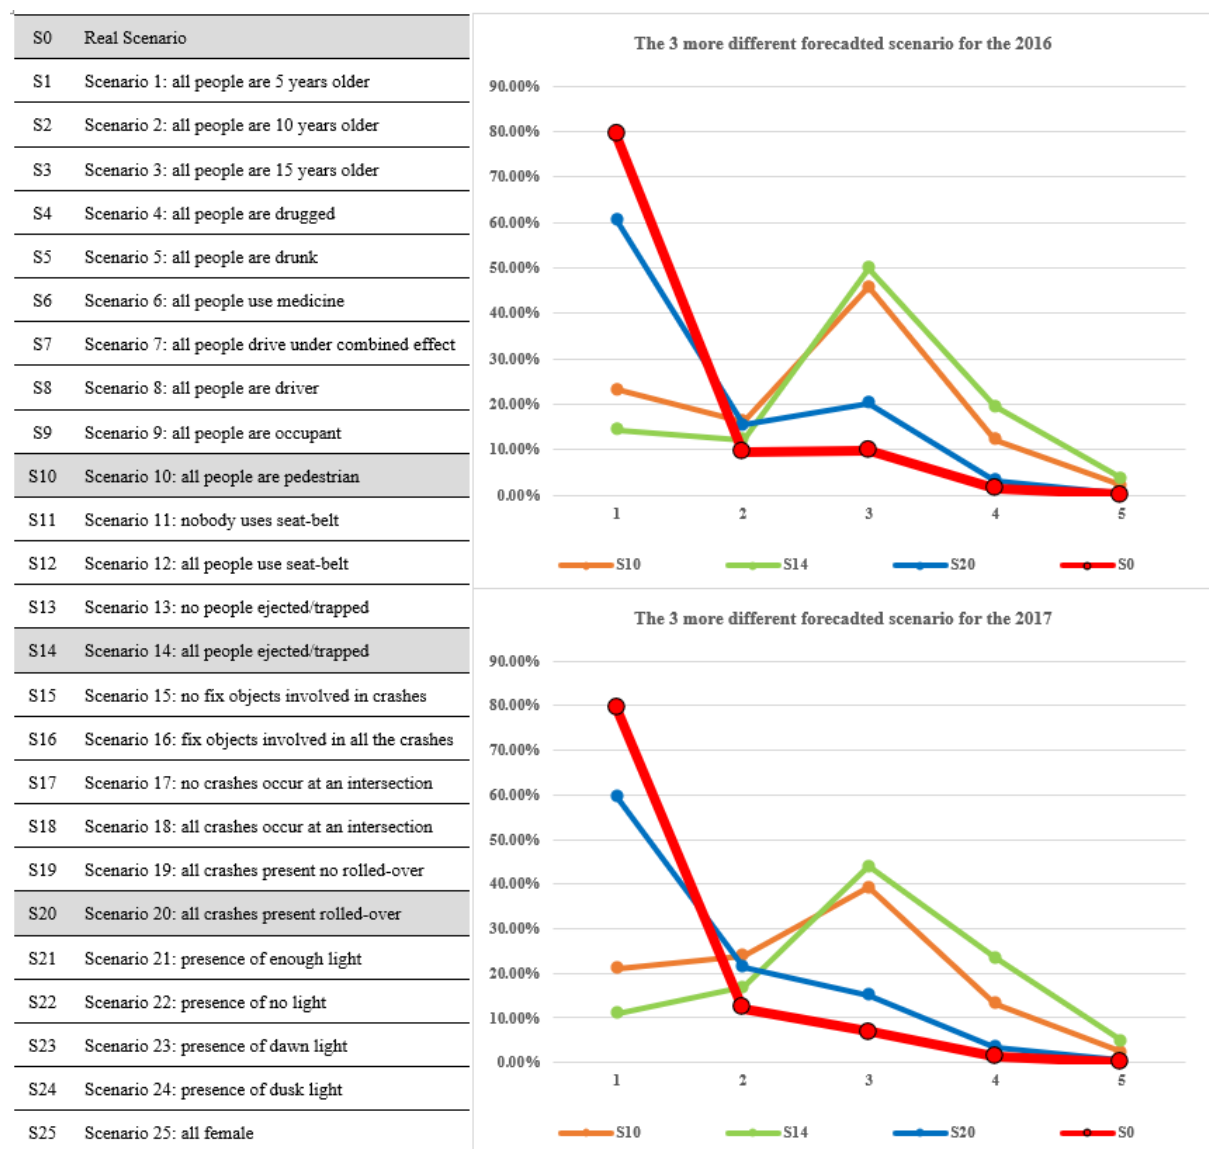 S0 Real Scenario
S1 Scenario 1: all people are 5 years older
S2 Scenario 2: all people are 10 years older
S3 Scenario 3: all people are 15 years older
S4 Scenario 4: all people are drugged
S5 Scenario 5: all people are drunk
S6 Scenario 6: all people use medicine
S7 Scenario 7: all people drive under combined effect
S8 Scenario 8: all people are driver
S9 Scenario 9: all people are occupant
S10 Scenario 10: all people are pedestrian
S11 Scenario 11: nobody uses seat-belt
S12 Scenario 12: all people use seat-belt
S13 Scenario 13: no people ejected/trapped
S14 Scenario 14: all people ejected/trapped
S15 Scenario 15: no fix objects involved in crashes
S16 Scenario 16: fix objects involved in all the crashes
S17 Scenario 17: no crashes occur at an intersection
S18 Scenario 18: all crashes occur at an intersection
S19 Scenario 19: all crashes present no rolled-over
S20 Scenario 20: all crashes present rolled-over
S21 Scenario 21: presence of enough light
S22 Scenario 22: presence of no light
S23 Scenario 23: presence of dawn light
S24 Scenario 24: presence of dusk light
S25 Scenario 25: all female
The 3 more different forecadted scenario for the 2016
90.00%
80.00%
70.00%
60.00%
50.00%
40.00%
30.00%
20.00%
10.00%
0.00%
1 2 3 4 5
S10 S14 S20 S0
The 3 more different forecadted scenario for the 2017
90.00%
80.00%
70.00%
60.00%
50.00%
40.00%
30.00%
20.00%
10.00%
0.00%
1 2 3 4 5
S10 S14 S20 S0